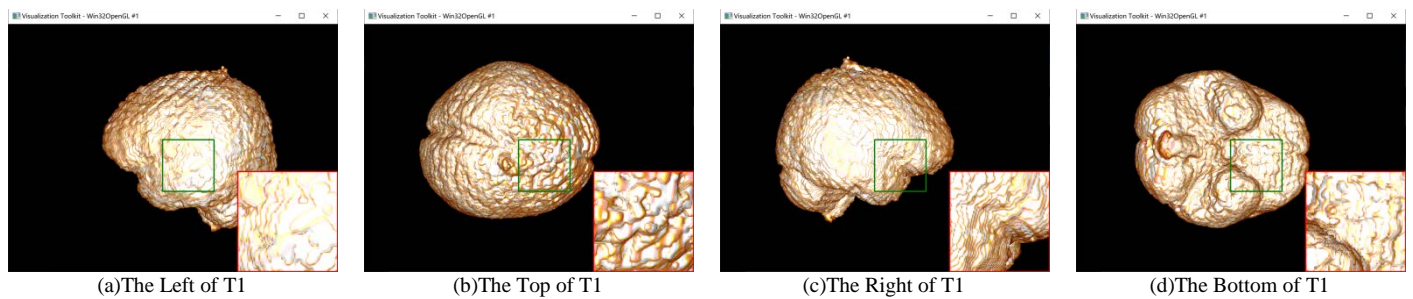 Visualization Toolkit - Win32OpenGL #1
Visualization Toolkit - Win32OpenGL #1
Visualization Toolkit - Win32OpenGL #1
Visualization Toolkit - Win32OpenGL #1
(a)The Left of T1
(b)The Top of T1
(c)The Right of T1
(d)The Bottom of T1